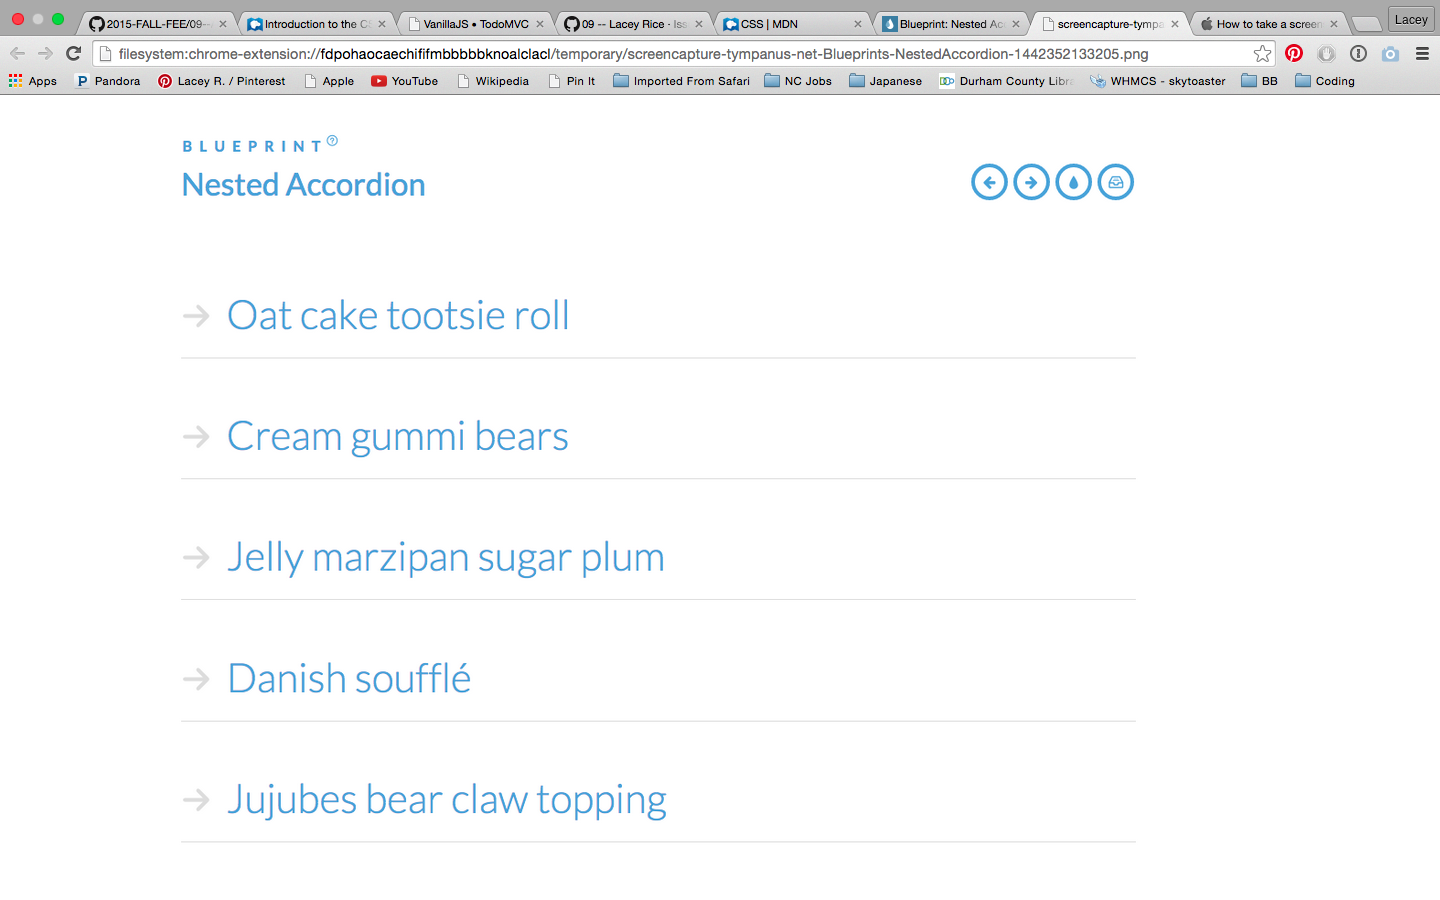 2015-FALL-FEE/09-
Introduction to the CS
VanillaJS • TodoMVC
09 -- Lacey Rice · Iss
CSS | MDN
Blueprint: Nested Acc
screencapture-tympa
How to take a screen
Lacey
filesystem:chrome-extension://fdpohaocaechififmbbbbbknoalclacl/temporary/screencapture-tympanus-net-Blueprints-NestedAccordion-1442352133205.png
Apps
Pandora
Lacey R. / Pinterest
Apple
YouTube
Wikipedia
Pin It
Imported From Safari
NC Jobs
Japanese
Durham County Libr
WHMCS - skytoaster
BB
Coding
BLUEPRINT
Nested Accordion
Oat cake tootsie roll
Cream gummi bears
Jelly marzipan sugar plum
Danish soufflé
Jujubes bear claw topping